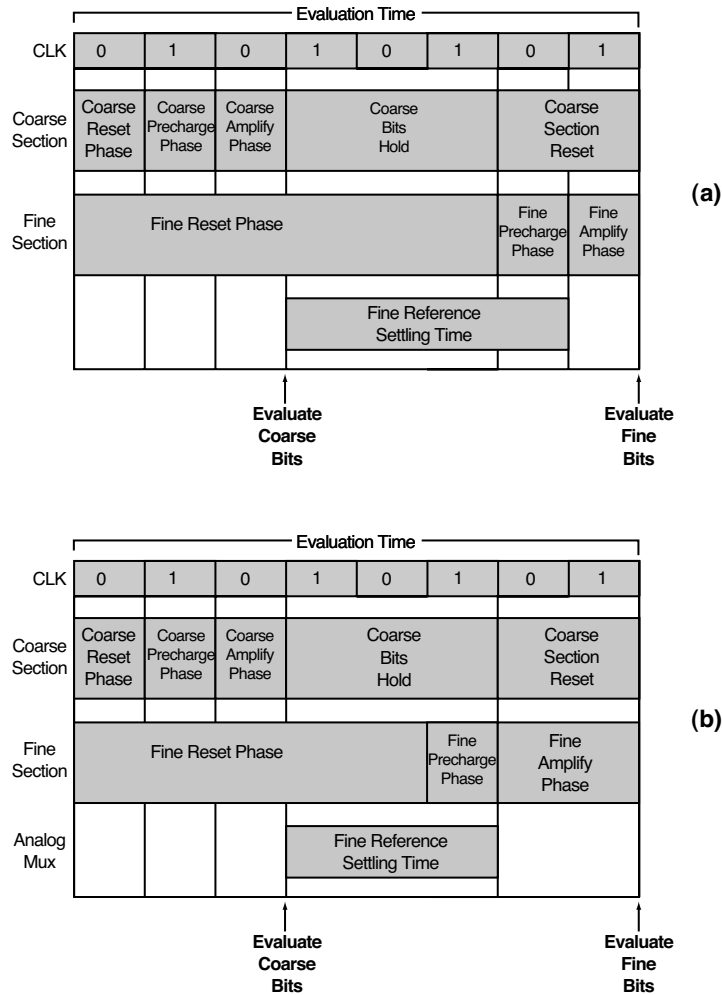 Evaluation Time
CLK 0 1 0 1 0 1 0 1
Coarse
Section
Coarse
Reset
Phase
Coarse
Precharge
Phase
Coarse
Amplify
Phase
Coarse
Bits
Hold
Coarse
Section
Reset
(a)
Fine
Section
Fine Reset Phase
Fine
Precharge
Phase
Fine
Amplify
Phase
Fine Reference
Settling Time
Evaluate
Coarse
Bits
Evaluate
Fine
Bits
Evaluation Time
CLK 0 1 0 1 0 1 0 1
Coarse
Section
Coarse
Reset
Phase
Coarse
Precharge
Phase
Coarse
Amplify
Phase
Coarse
Bits
Hold
Coarse
Section
Reset
(b)
Fine
Section
Fine Reset Phase
Fine
Precharge
Phase
Fine
Amplify
Phase
Analog
Mux
Fine Reference
Settling Time
Evaluate
Coarse
Bits
Evaluate
Fine
Bits